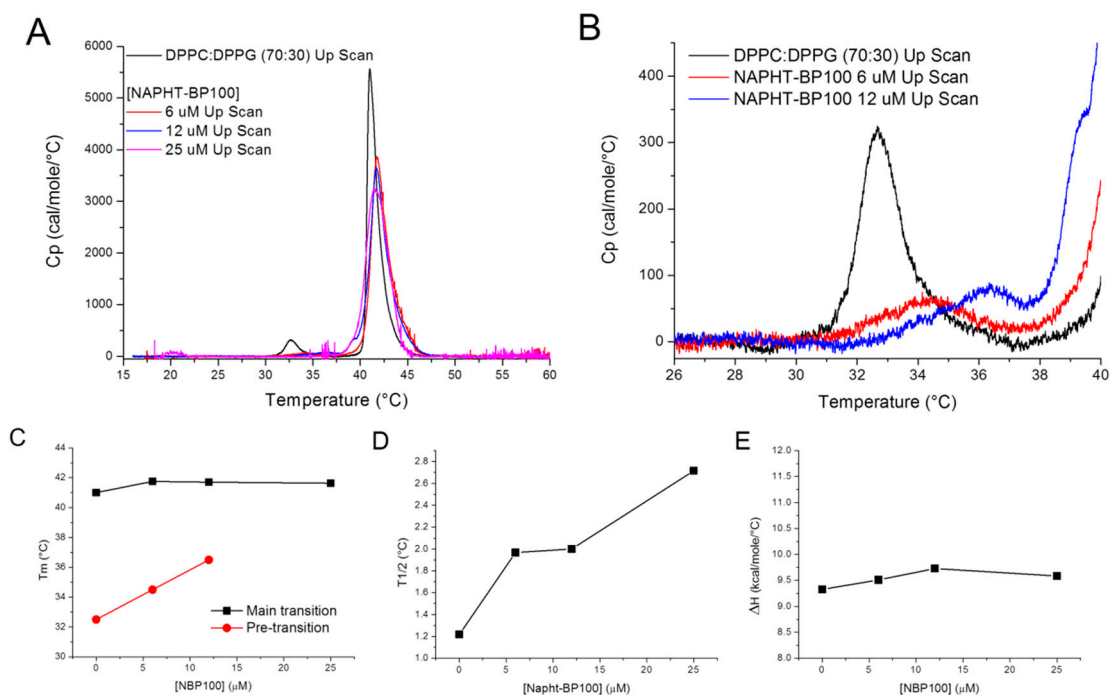 A
DPPC:DPPG (70:30) Up Scan
[NAPHT-BP100]
6 uM Up Scan
12 uM Up Scan
25 uM Up Scan
6000
5000
4000
3000
2000
1000
0
Cp (cal/mole/°C)
15 20 25 30 35 40 45 50 55 60
Temperature (°C)
B
DPPC:DPPG (70:30) Up Scan
NAPHT-BP100 6 uM Up Scan
NAPHT-BP100 12 uM Up Scan
400
300
200
100
0
Cp (cal/mole/°C)
26 28 30 32 34 36 38 40
Temperature (°C)
C
44
42
40
38
36
34
32
30
Tm (°C)
Main transition
Pre-transition
0 5 10 15 20 25
[NBP100] (μM)
D
3.0
2.8
2.6
2.4
2.2
2.0
1.8
1.6
1.4
1.2
1.0
T1/2 (°C)
0 5 10 15 20 25
[Napht-BP100] (μM)
E
12.0
11.5
11.0
10.5
10.0
9.5
9.0
8.5
8.0
ΔH (kcal/mole/°C)
0 5 10 15 20 25
[NBP100] (μM)